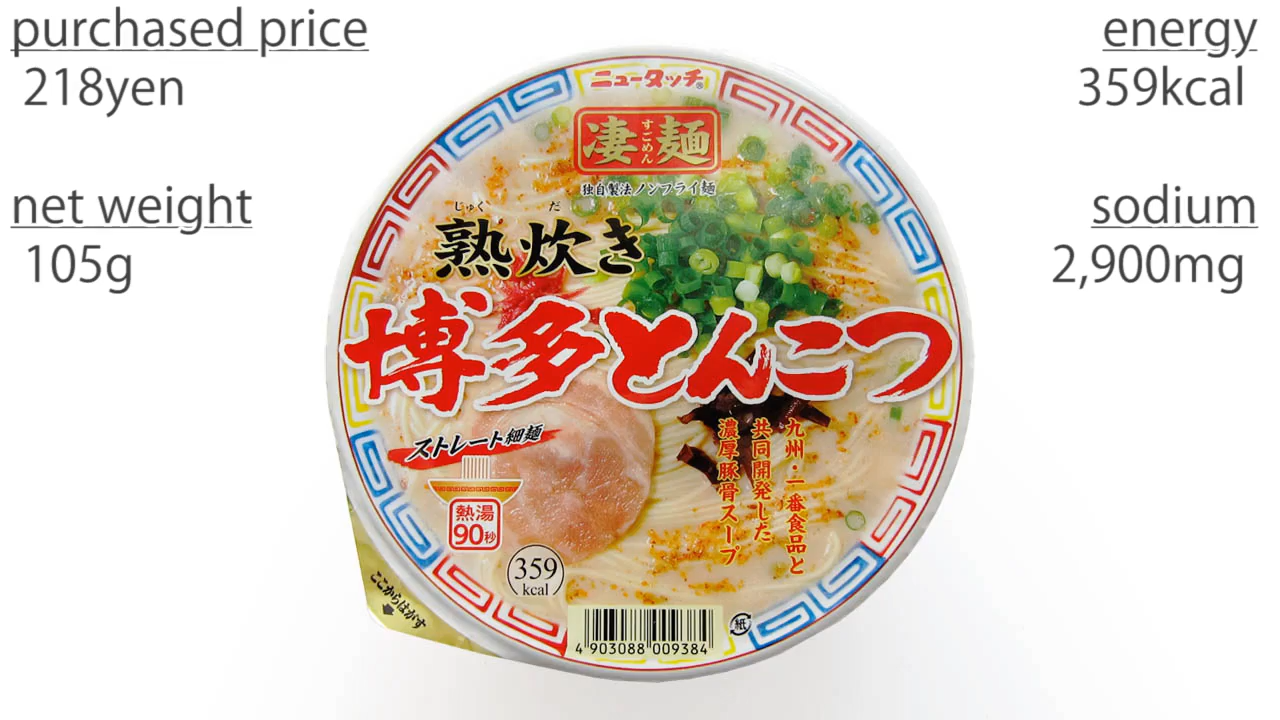 purchased price
218yen
net weight
105g
energy
359kcal
sodium
2,900mg
ニュータッチ®
凄麺
すごめん
独自製法ノンフライ麺
じゅく だ
熟炊き
博多とんこつ
ストレート細麺
熱湯
90秒
九州・一番食品と
共同開発した
濃厚豚骨スープ
359
kcal
ここからはがす
紙
4 903088 009384